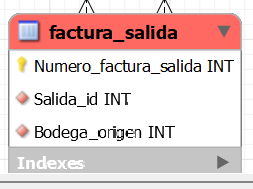 factura_salida
Numero_factura_salida INT
Salida_id INT
Bodega_origen INT
Indexes